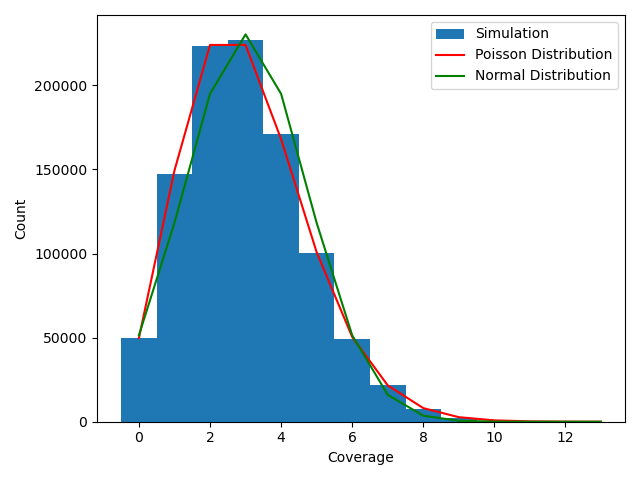 Simulation
Poisson Distribution
Normal Distribution
Count
200000
150000
100000
50000
0
0 2 4 6 8 10 12
Coverage